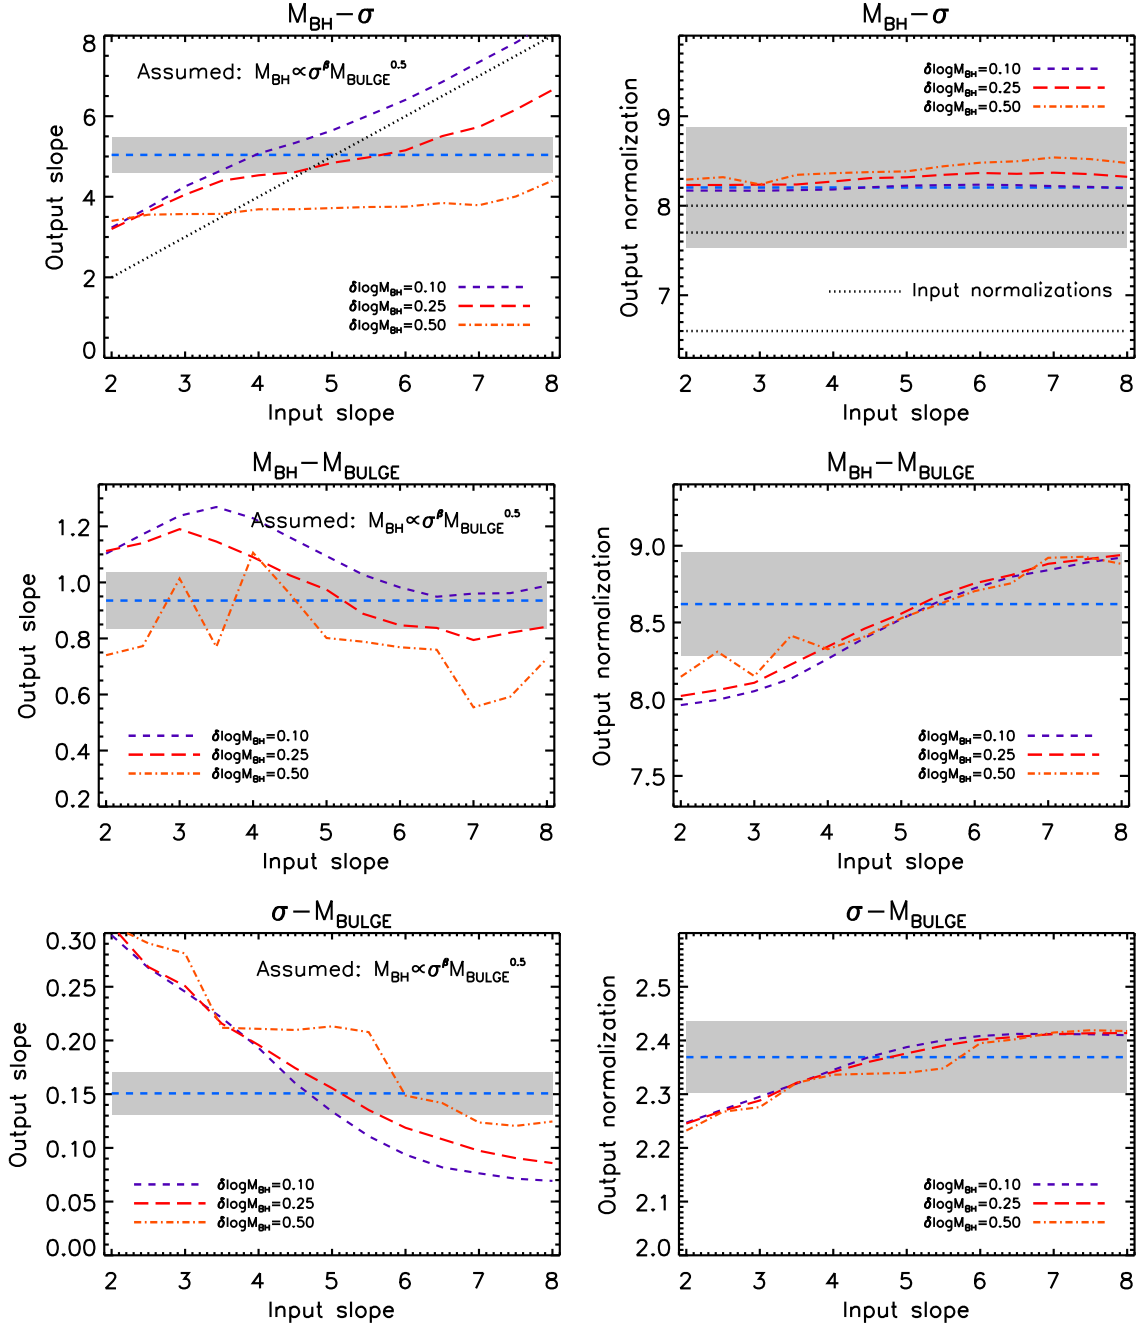 M_BH – σ
8
6
4
2
0
Output slope
Assumed: M_BH ∝ σ^β M_BULGE^0.5
δlogM_BH=0.10
δlogM_BH=0.25
δlogM_BH=0.50
2 3 4 5 6 7 8
Input slope
M_BH – σ
9
8
7
Output normalization
δlogM_BH=0.10
δlogM_BH=0.25
δlogM_BH=0.50
Input normalizations
2 3 4 5 6 7 8
Input slope
M_BH – M_BULGE
1.2
1.0
0.8
0.6
0.4
0.2
Output slope
Assumed: M_BH ∝ σ^β M_BULGE^0.5
δlogM_BH=0.10
δlogM_BH=0.25
δlogM_BH=0.50
2 3 4 5 6 7 8
Input slope
M_BH – M_BULGE
9.0
8.5
8.0
7.5
Output normalization
δlogM_BH=0.10
δlogM_BH=0.25
δlogM_BH=0.50
2 3 4 5 6 7 8
Input slope
σ – M_BULGE
0.30
0.25
0.20
0.15
0.10
0.05
0.00
Output slope
Assumed: M_BH ∝ σ^β M_BULGE^0.5
δlogM_BH=0.10
δlogM_BH=0.25
δlogM_BH=0.50
2 3 4 5 6 7 8
Input slope
σ – M_BULGE
2.5
2.4
2.3
2.2
2.1
2.0
Output normalization
δlogM_BH=0.10
δlogM_BH=0.25
δlogM_BH=0.50
2 3 4 5 6 7 8
Input slope